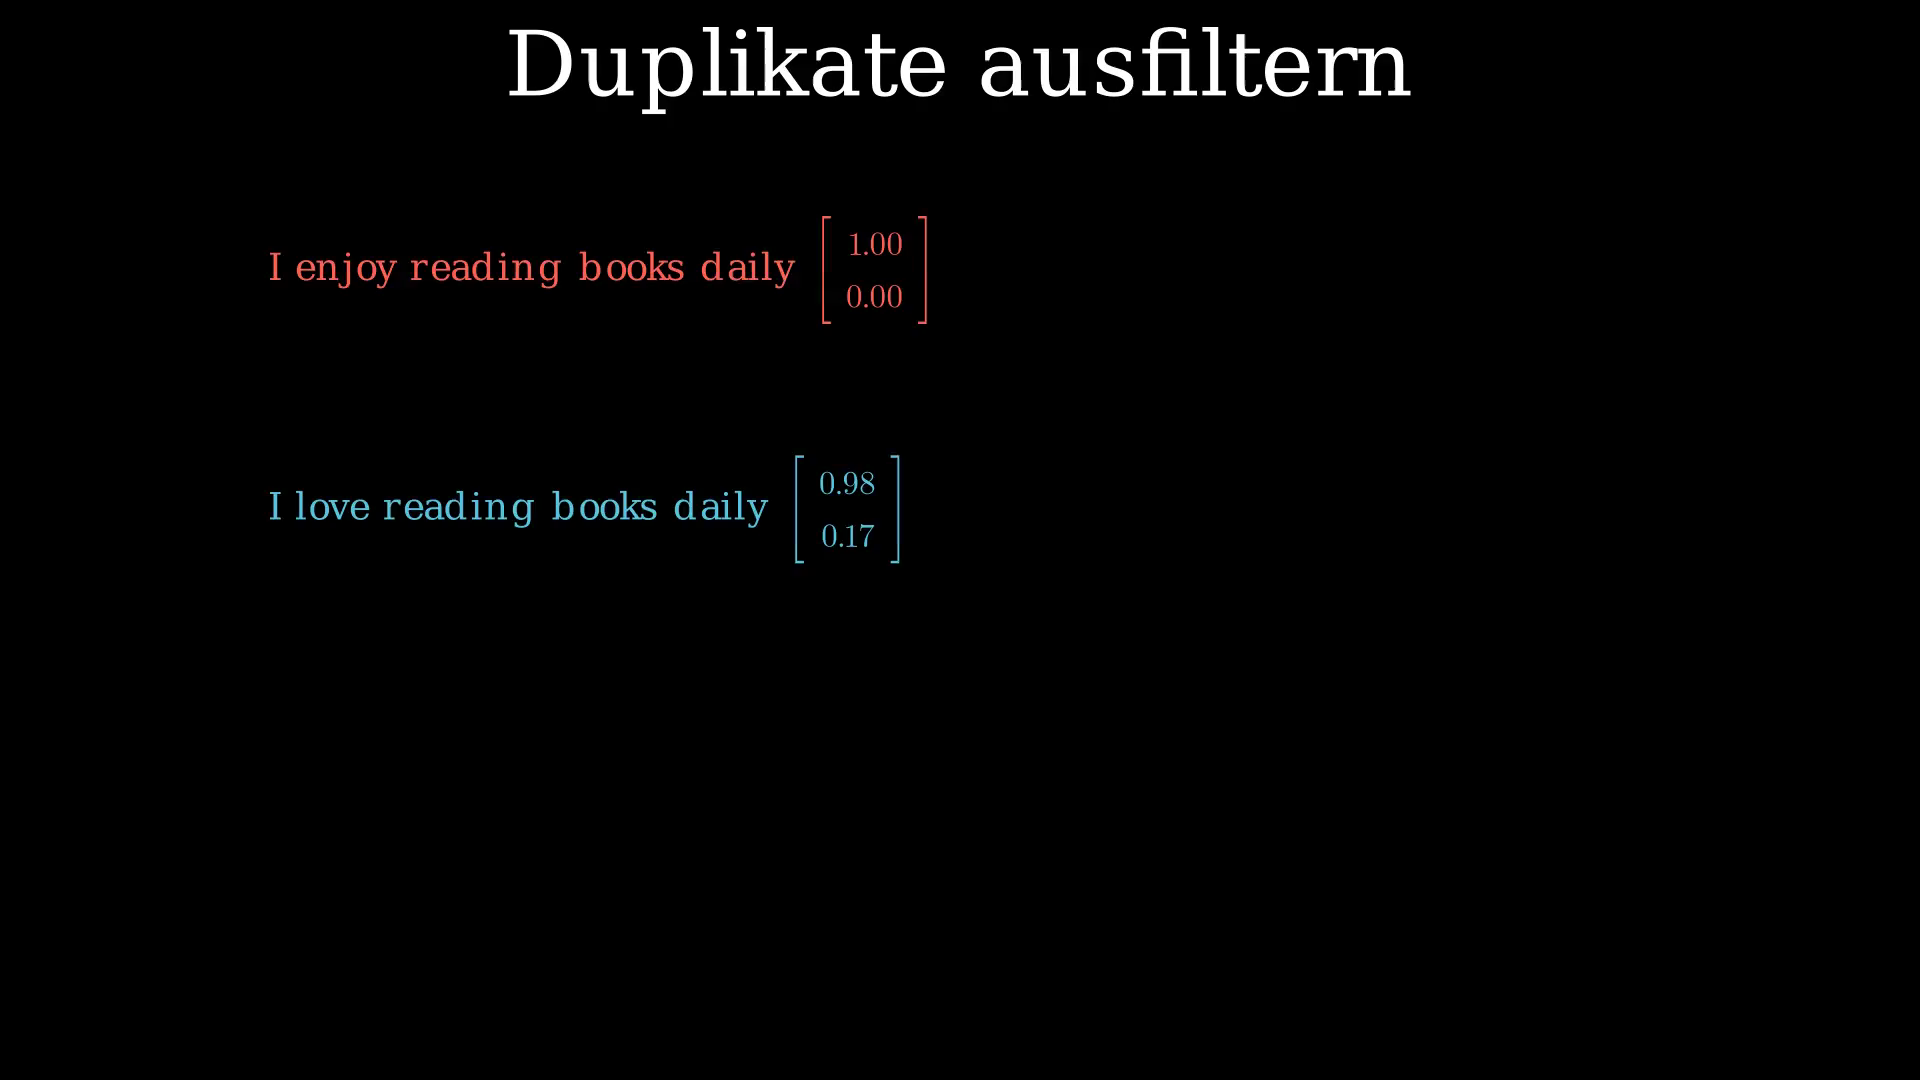 Duplikate ausfiltern
I enjoy reading books daily [ 1.00 0.00 ]
I love reading books daily [ 0.98 0.17 ]